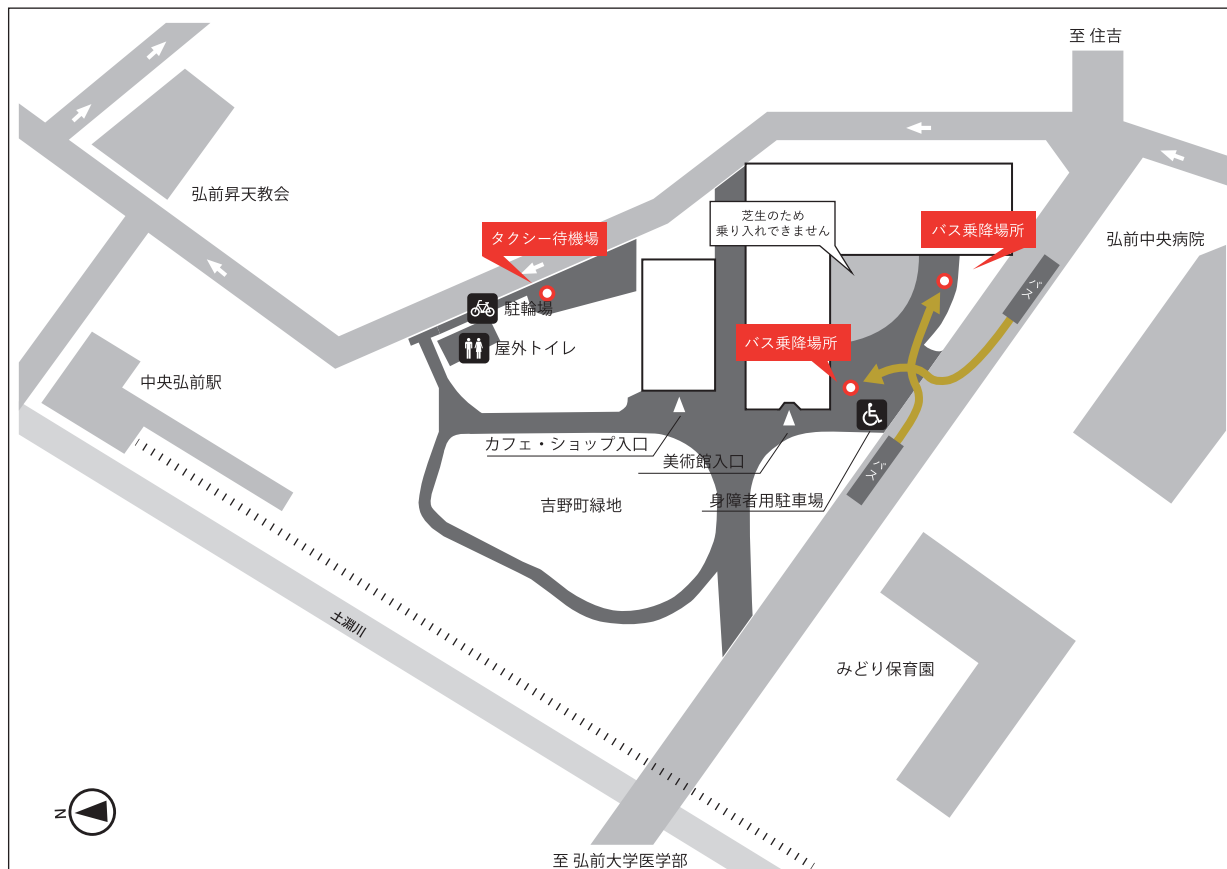 至 住吉
弘前昇天教会
芝生のため
乗り入れできません
タクシー待機場
バス乗降場所
弘前中央病院
バス
駐輪場
屋外トイレ
バス乗降場所
中央弘前駅
カフェ・ショップ入口
美術館入口
バス
身障者用駐車場
吉野町緑地
土淵川
みどり保育園
N
至 弘前大学医学部